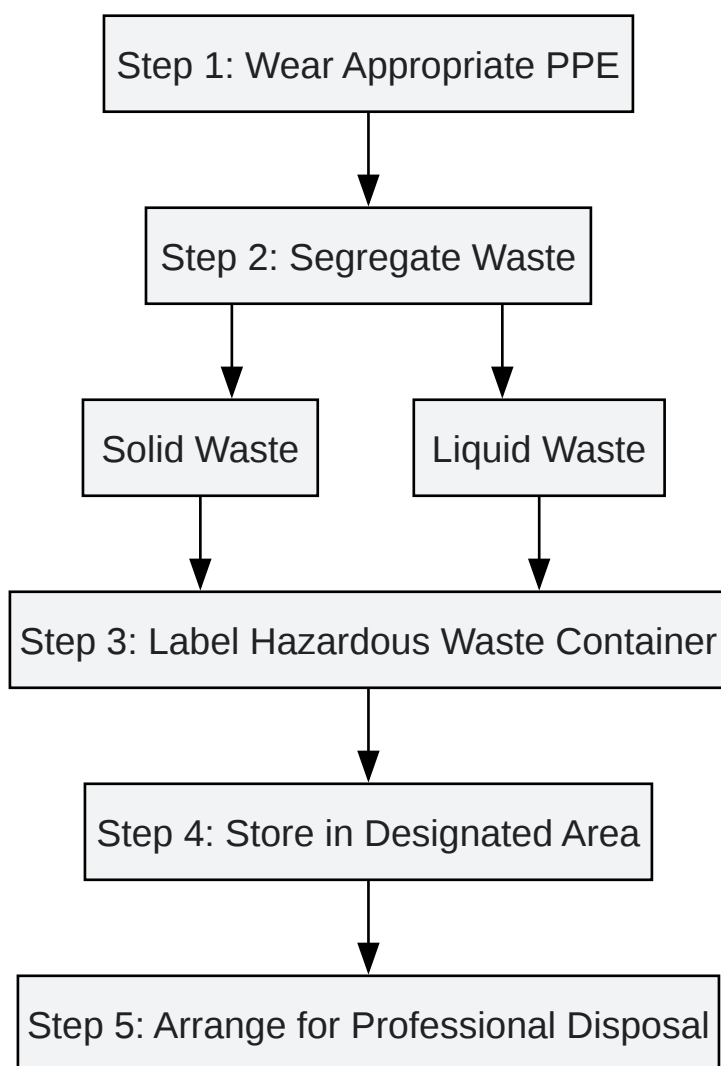 Step 1: Wear Appropriate PPE
Step 2: Segregate Waste
Solid Waste
Liquid Waste
Step 3: Label Hazardous Waste Container
Step 4: Store in Designated Area
Step 5: Arrange for Professional Disposal